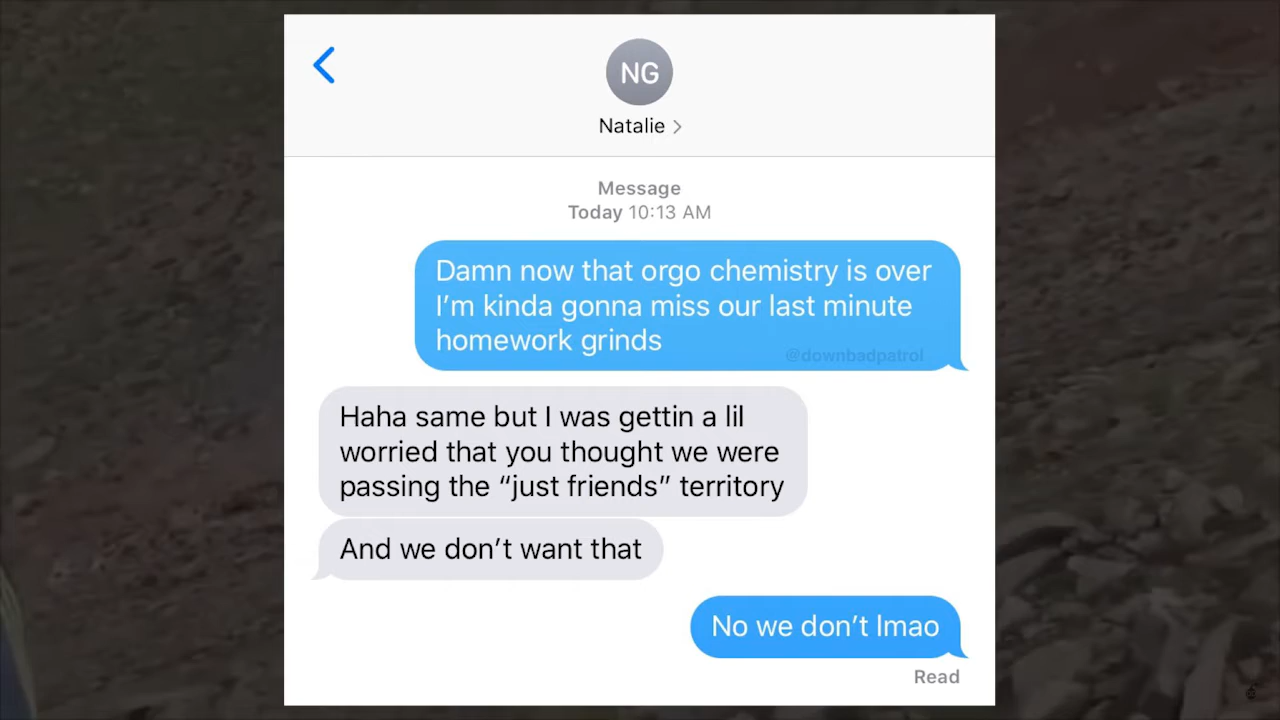 NG
Natalie >
Message
Today 10:13 AM
Damn now that orgo chemistry is over
I’m kinda gonna miss our last minute
homework grinds
@downbadpatrol
Haha same but I was gettin a lil
worried that you thought we were
passing the “just friends” territory
And we don’t want that
No we don’t lmao
Read